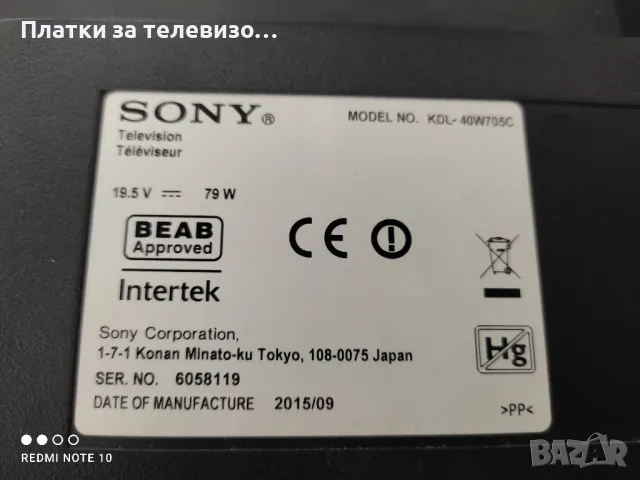 Платки за телевизо...
SONY®
MODEL NO. KDL-40W705C
Television
Téléviseur
19.5 V ⎓ 79 W
BEAB
Approved
Intertek
CE
Sony Corporation,
1-7-1 Konan Minato-ku Tokyo, 108-0075 Japan
Hg
SER. NO. 6058119
DATE OF MANUFACTURE 2015/09
>PP<
REDMI NOTE 10
BAZAR